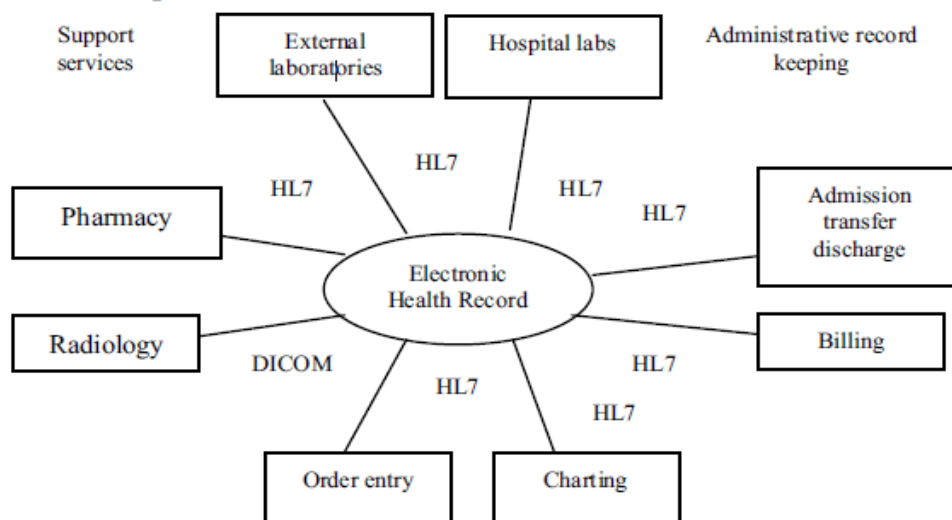 Support
services
External
laboratories
Hospital labs
Administrative record
keeping
HL7
HL7
HL7
HL7
Pharmacy
Admission
transfer
discharge
Electronic
Health Record
Radiology
Billing
DICOM
HL7
HL7
HL7
Order entry
Charting